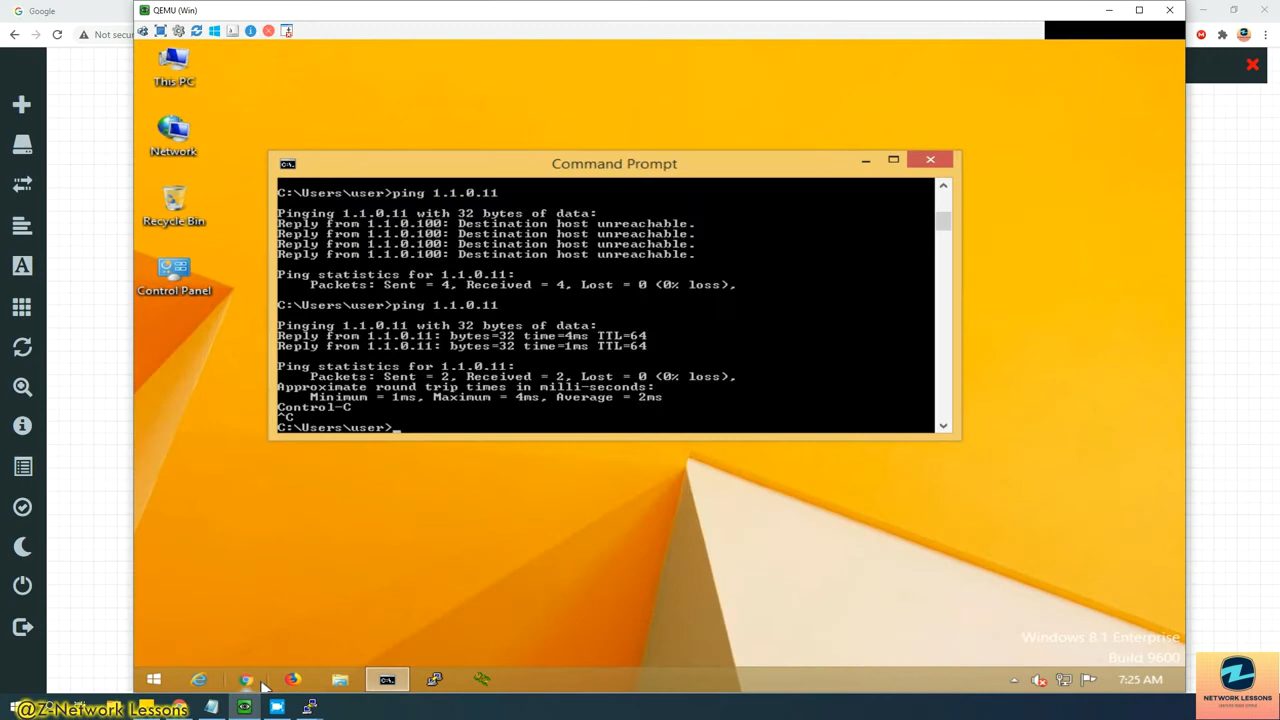 Google
QEMU (Win)
Not secur
This PC
Network
Recycle Bin
Control Panel
Command Prompt
C:\Users\user>ping 1.1.0.11
Pinging 1.1.0.11 with 32 bytes of data:
Reply from 1.1.0.100: Destination host unreachable.
Reply from 1.1.0.100: Destination host unreachable.
Reply from 1.1.0.100: Destination host unreachable.
Reply from 1.1.0.100: Destination host unreachable.
Ping statistics for 1.1.0.11:
Packets: Sent = 4, Received = 4, Lost = 0 (0% loss),
C:\Users\user>ping 1.1.0.11
Pinging 1.1.0.11 with 32 bytes of data:
Reply from 1.1.0.11: bytes=32 time=4ms TTL=64
Reply from 1.1.0.11: bytes=32 time=1ms TTL=64
Ping statistics for 1.1.0.11:
Packets: Sent = 2, Received = 2, Lost = 0 (0% loss),
Approximate round trip times in milli-seconds:
Minimum = 1ms, Maximum = 4ms, Average = 2ms
Control-C
^C
C:\Users\user>_
Windows 8.1 Enterprise
Build 9600
7:25 AM
@Z-Network Lessons
NETWORK LESSONS